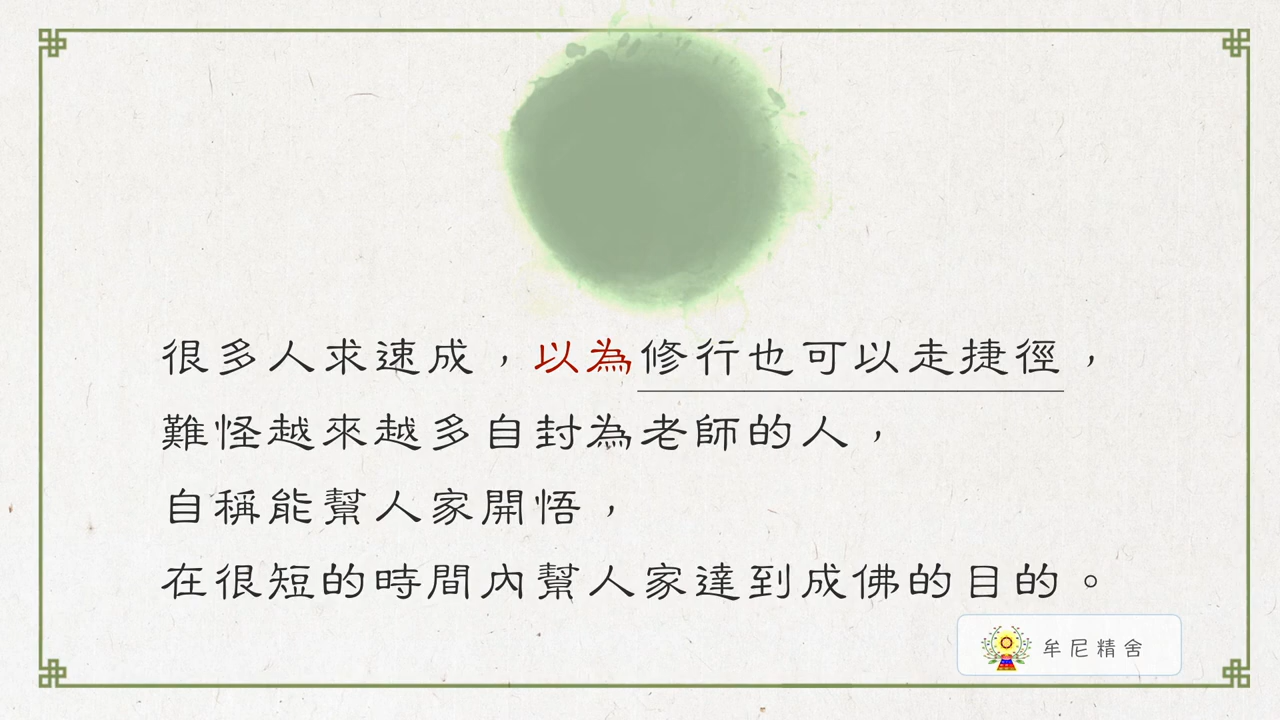 很多人求速成，以為修行也可以走捷徑，
難怪越來越多自封為老師的人，
自稱能幫人家開悟，
在很短的時間內幫人家達到成佛的目的。
牟尼精舍